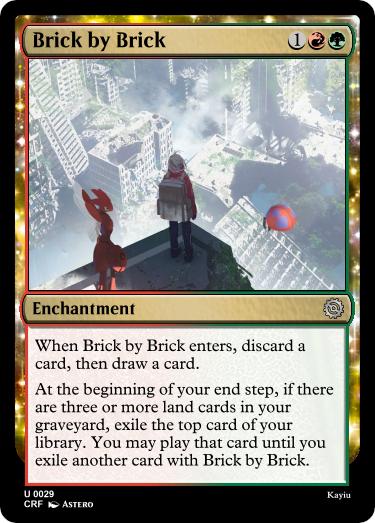 Brick by Brick 1
Enchantment
When Brick by Brick enters, discard a
card, then draw a card.
At the beginning of your end step, if there
are three or more land cards in your
graveyard, exile the top card of your
library. You may play that card until you
exile another card with Brick by Brick.
U 0029 Kayiu
CRF ASTERO